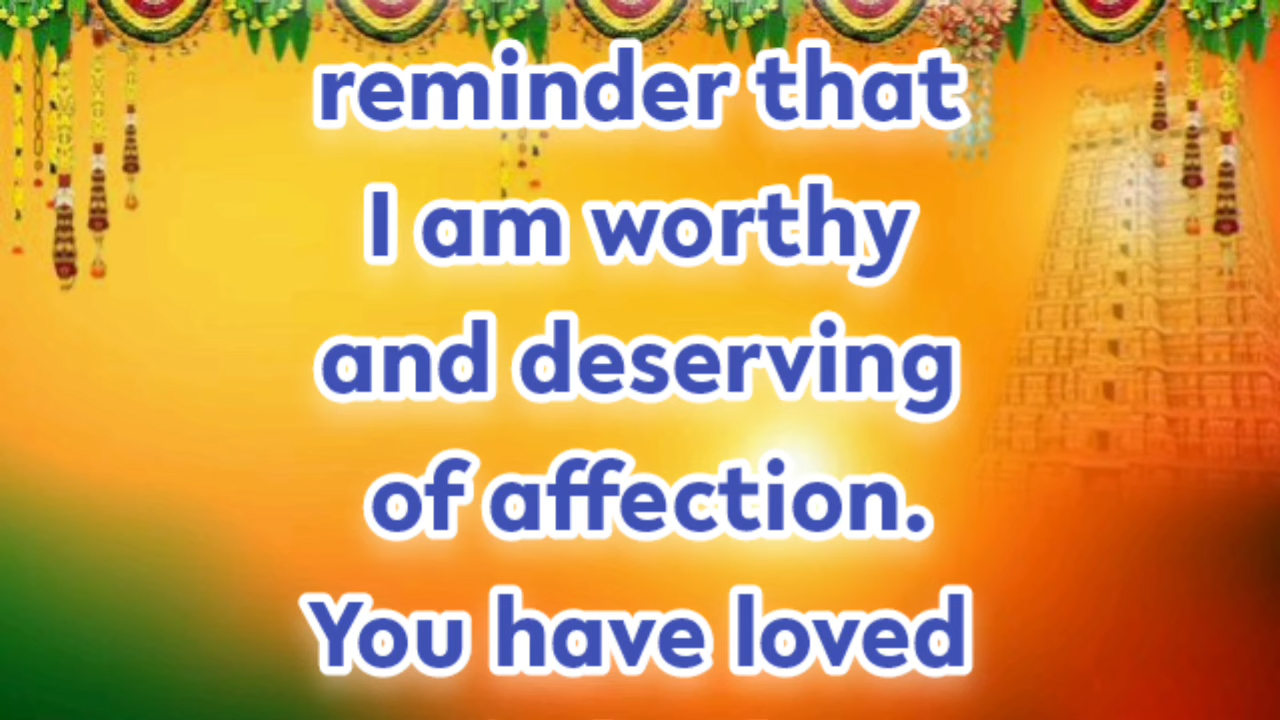 reminder that
I am worthy
and deserving
of affection.
You have loved